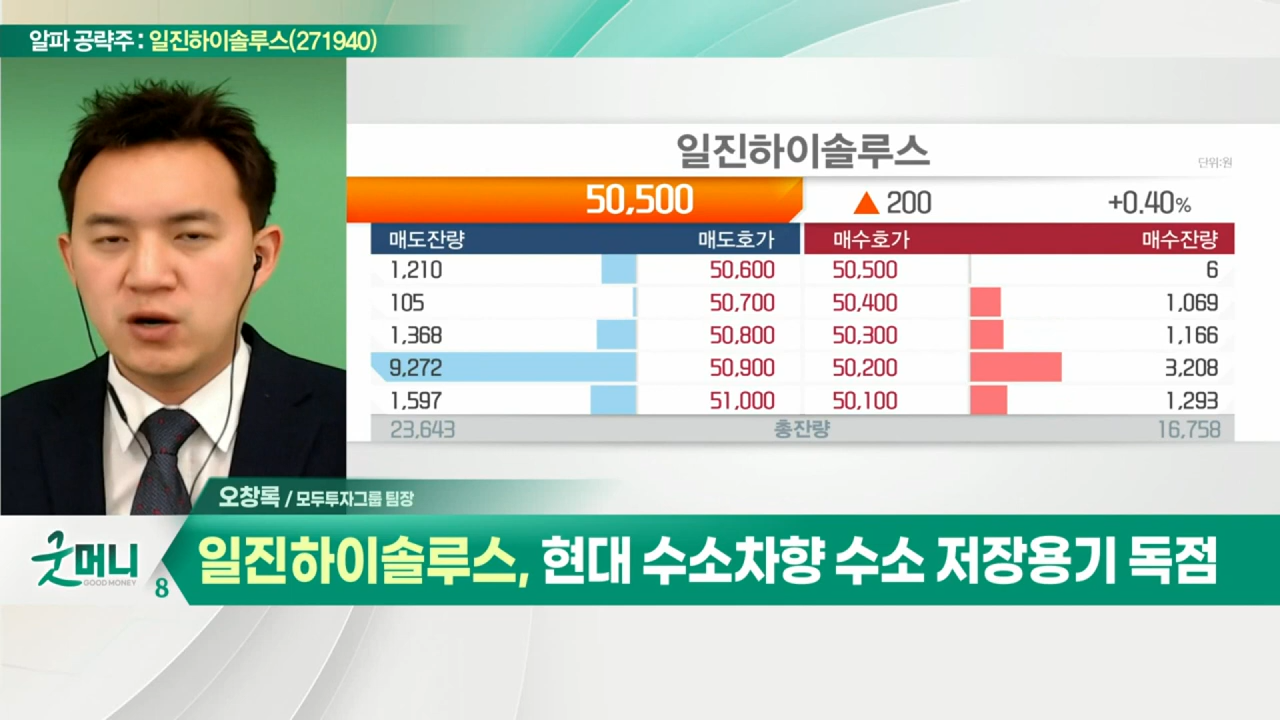 알파 공략주 : 일진하이솔루스(271940)
일진하이솔루스
단위:원
50,500 ▲ 200 +0.40%
매도잔량 매도호가 매수호가 매수잔량
1,210 50,600 50,500 6
105 50,700 50,400 1,069
1,368 50,800 50,300 1,166
9,272 50,900 50,200 3,208
1,597 51,000 50,100 1,293
23,643 총잔량 16,758
오창록 / 모두투자그룹 팀장
굿머니
GOOD MONEY
8
일진하이솔루스, 현대 수소차향 수소 저장용기 독점